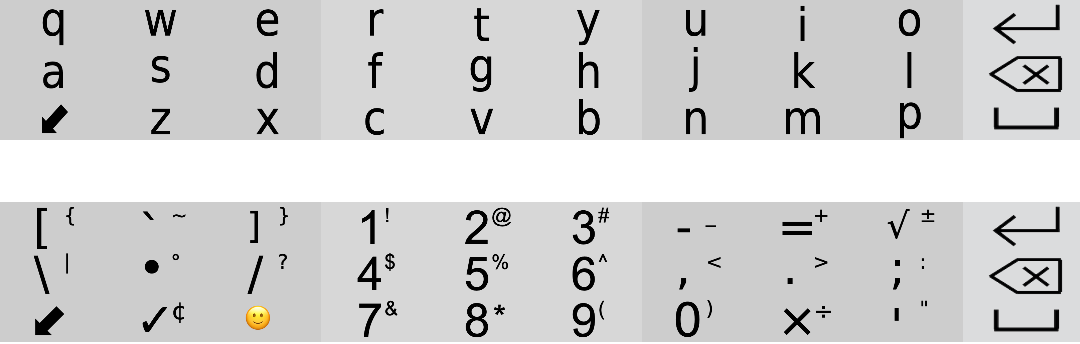 q w e r t y u i o
a s d f g h j k l
z x c v b n m p
[ { ` ~ ] } 1 ! 2 @ 3 # - _ = + √ ±
\ | • ° / ? 4 $ 5 % 6 ^ , < . > ; :
✓ ¢ 🙂 7 & 8 * 9 ( 0 ) × ÷ ' "